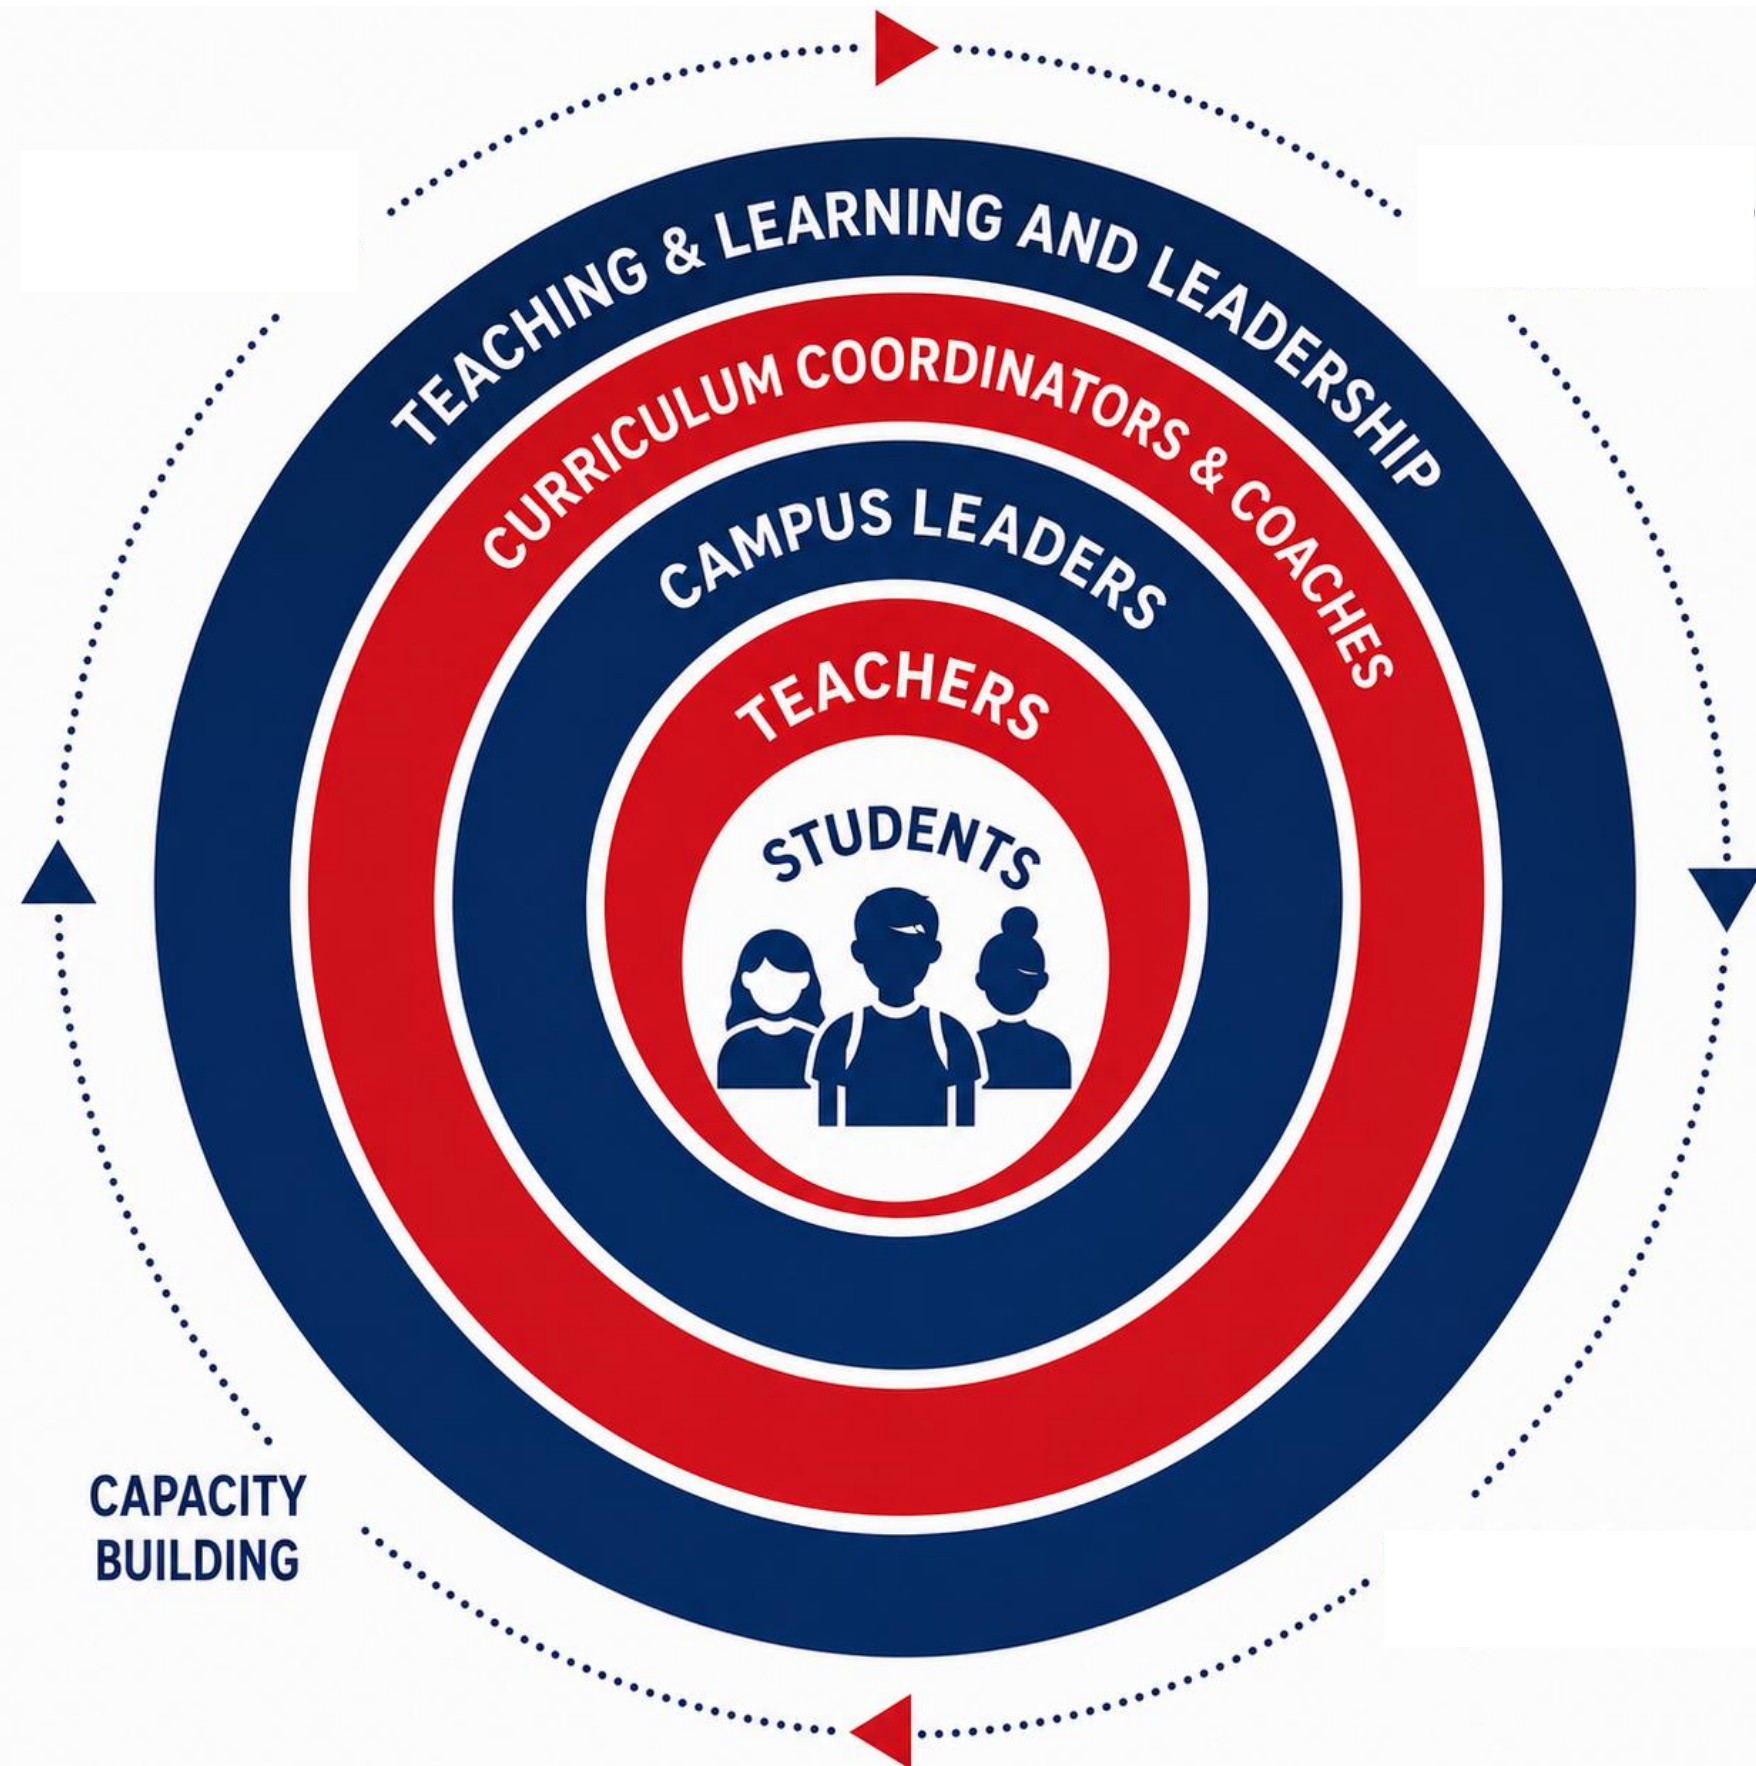 TEACHING & LEARNING AND LEADERSHIP
CURRICULUM COORDINATORS & COACHES
CAMPUS LEADERS
TEACHERS
STUDENTS
CAPACITY
BUILDING